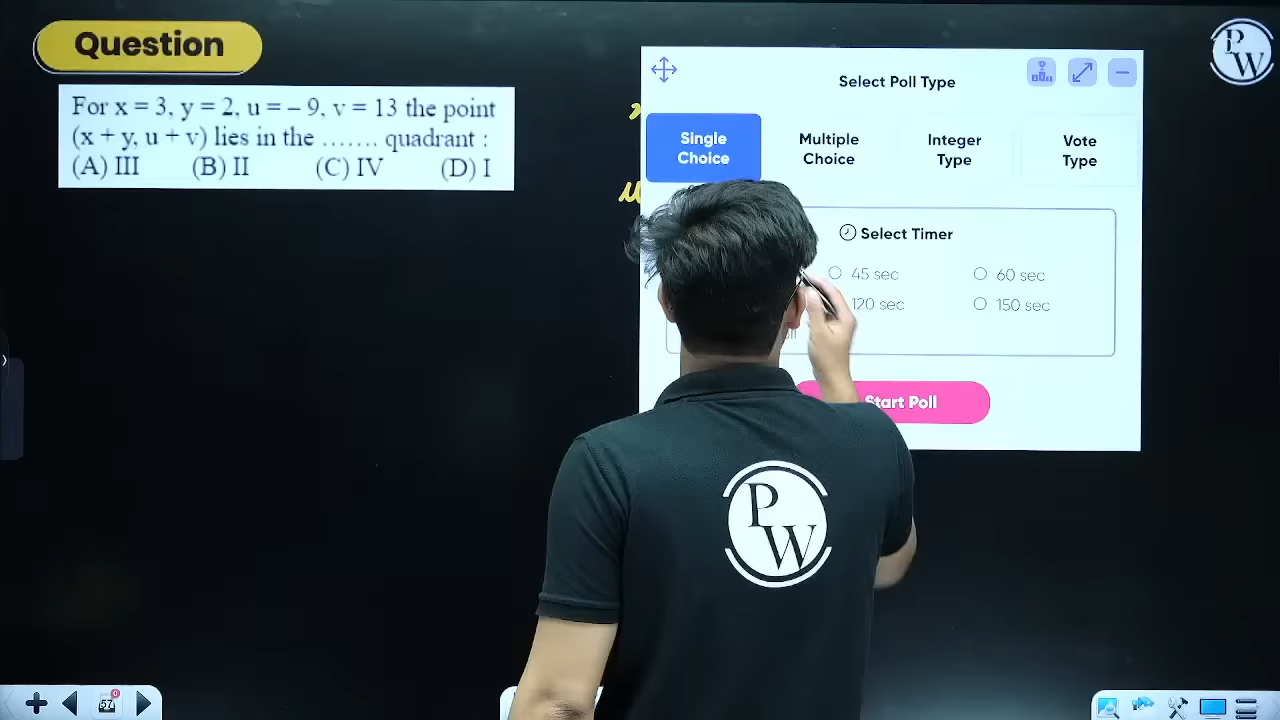 Question
For x = 3, y = 2, u = – 9, v = 13 the point
(x + y, u + v) lies in the ....... quadrant :
(A) III (B) II (C) IV (D) I
Select Poll Type
Single Choice
Multiple Choice
Integer Type
Vote Type
Select Timer
45 sec
60 sec
120 sec
150 sec
Start Poll
u
57
0
P
W
P
W